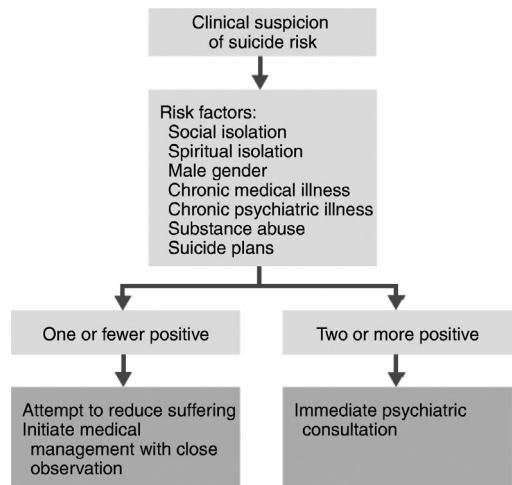 Clinical suspicion
of suicide risk
Risk factors:
Social isolation
Spiritual isolation
Male gender
Chronic medical illness
Chronic psychiatric illness
Substance abuse
Suicide plans
One or fewer positive
Two or more positive
Attempt to reduce suffering
Initiate medical
management with close
observation
Immediate psychiatric
consultation